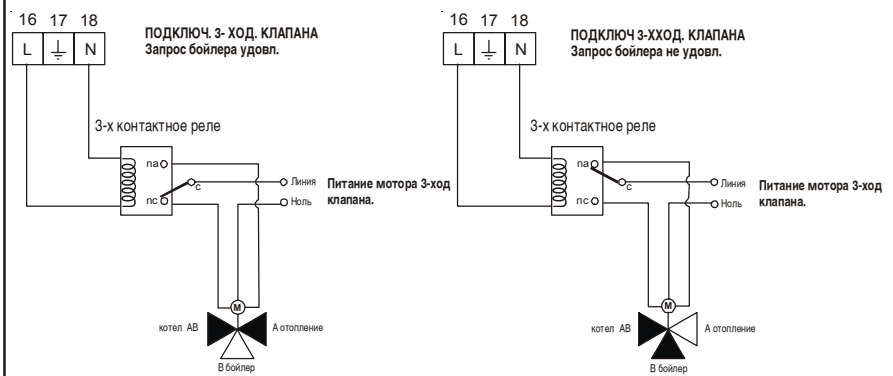 16 17 18
L N
ПОДКЛЮЧ. 3- ХОД. КЛАПАНА
Запрос бойлера удовл.
3-х контактное реле
na
c
nc
Линия
Ноль
Питание мотора 3-ход
клапана.
M
котел АВ
А отопление
В бойлер
16 17 18
L N
ПОДКЛЮЧ 3-ХХОД. КЛАПАНА
Запрос бойлера не удовл.
3-х контактное реле
na
c
nc
Линия
Ноль
Питание мотора 3-ход
клапана.
M
котел АВ
А отопление
В бойлер